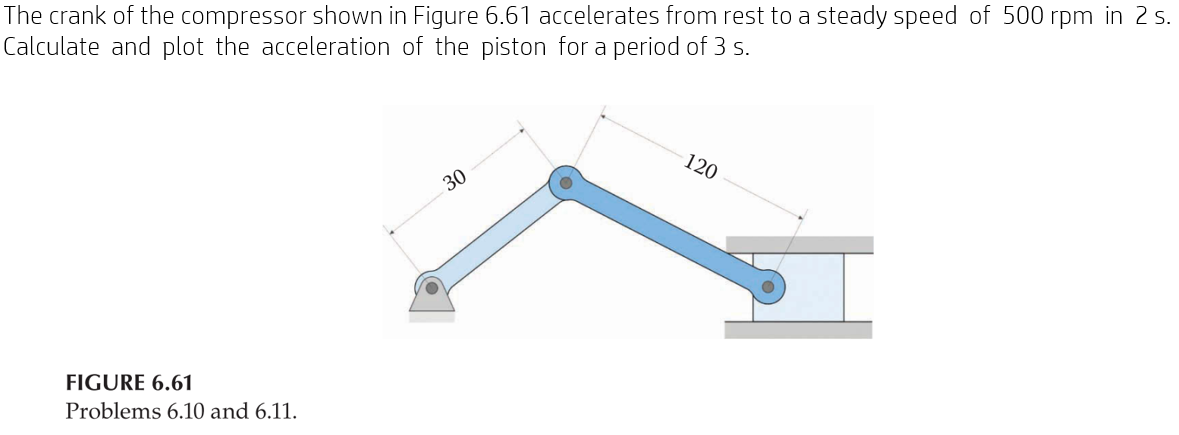 The crank of the compressor shown in Figure 6.61 accelerates from rest to a steady speed of 500 rpm in 2 s.
Calculate and plot the acceleration of the piston for a period of 3 s.
30
120
FIGURE 6.61
Problems 6.10 and 6.11.